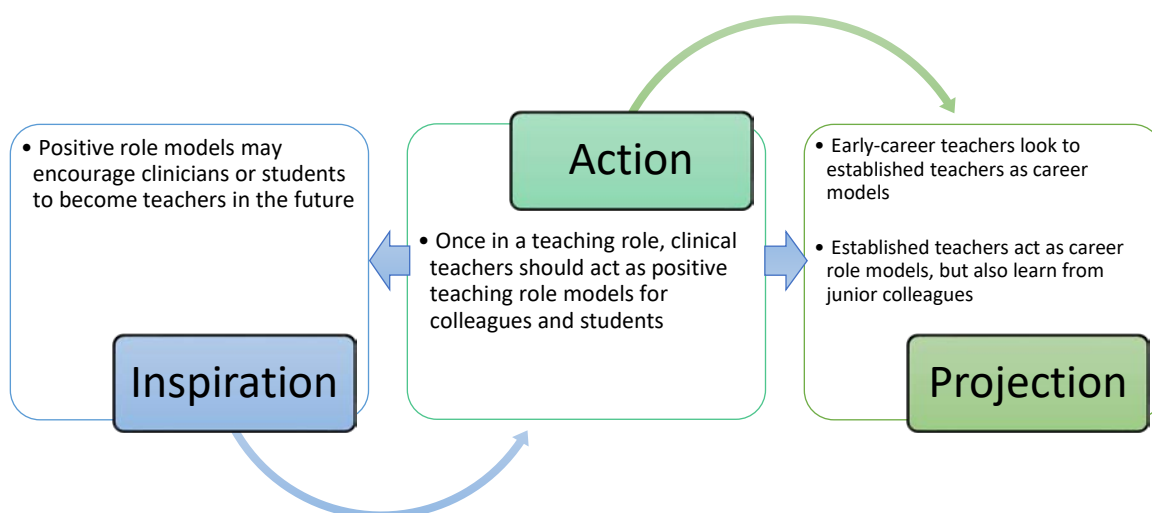 • Positive role models may
encourage clinicians or students
to become teachers in the future
Inspiration
Action
• Once in a teaching role, clinical
teachers should act as positive
teaching role models for
colleagues and students
• Early-career teachers look to
established teachers as career
models
• Established teachers act as career
role models, but also learn from
junior colleagues
Projection